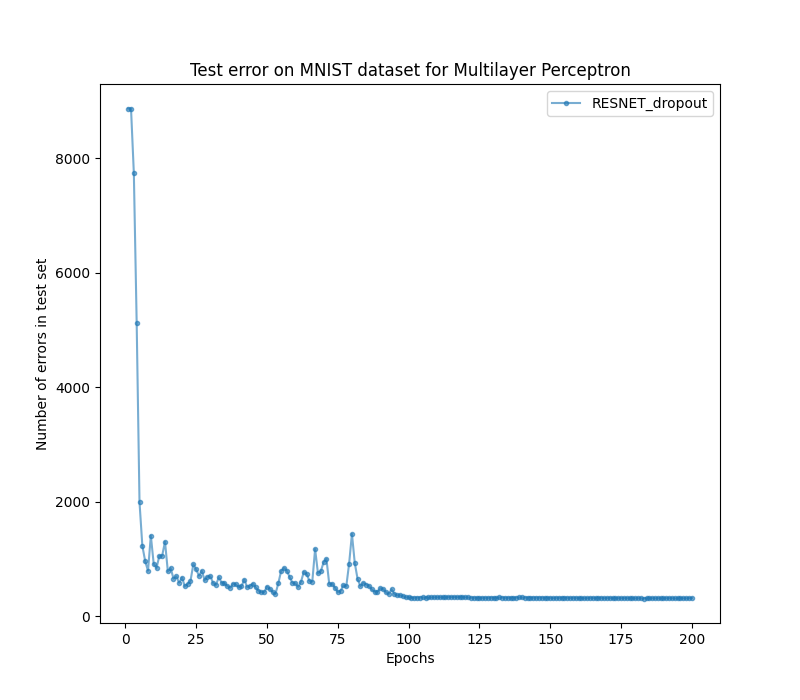 Test error on MNIST dataset for Multilayer Perceptron
RESNET_dropout
Number of errors in test set
8000
6000
4000
2000
0
0 25 50 75 100 125 150 175 200
Epochs